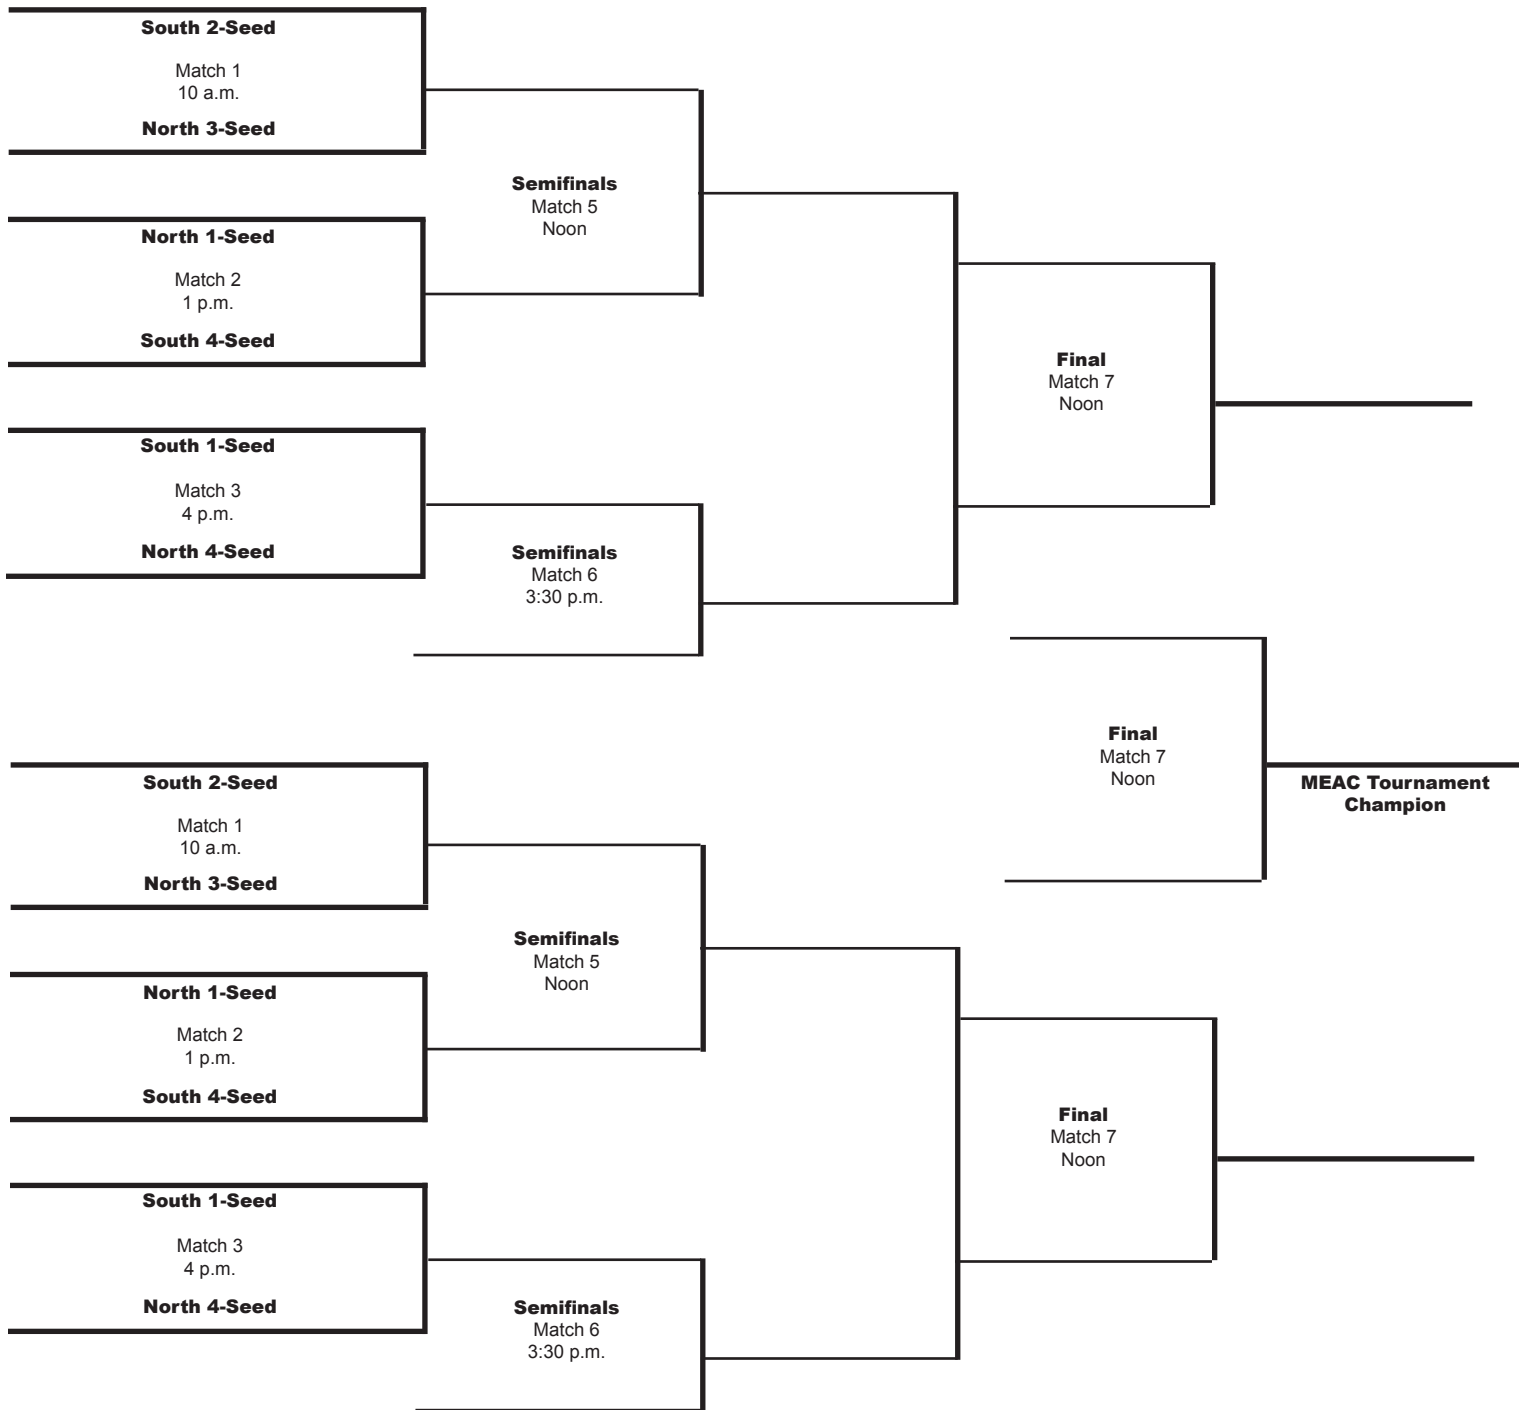 South 2-Seed
Match 1
10 a.m.
North 3-Seed
Semifinals
Match 5
Noon
North 1-Seed
Match 2
1 p.m.
South 4-Seed
Final
Match 7
Noon
South 1-Seed
Match 3
4 p.m.
North 4-Seed
Semifinals
Match 6
3:30 p.m.
Final
Match 7
Noon
MEAC Tournament
Champion
South 2-Seed
Match 1
10 a.m.
North 3-Seed
Semifinals
Match 5
Noon
North 1-Seed
Match 2
1 p.m.
South 4-Seed
Final
Match 7
Noon
South 1-Seed
Match 3
4 p.m.
North 4-Seed
Semifinals
Match 6
3:30 p.m.